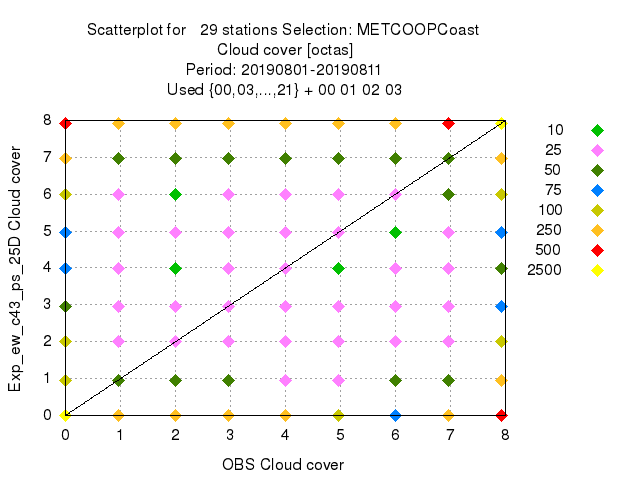 Scatterplot for 29 stations Selection: METCOOPCoast
Cloud cover [octas]
Period: 20190801-20190811
Used {00,03,...,21} + 00 01 02 03
Exp_ew_c43_ps_25D Cloud cover
8
7
6
5
4
3
2
1
0
0 1 2 3 4 5 6 7 8
OBS Cloud cover
10
25
50
75
100
250
500
2500